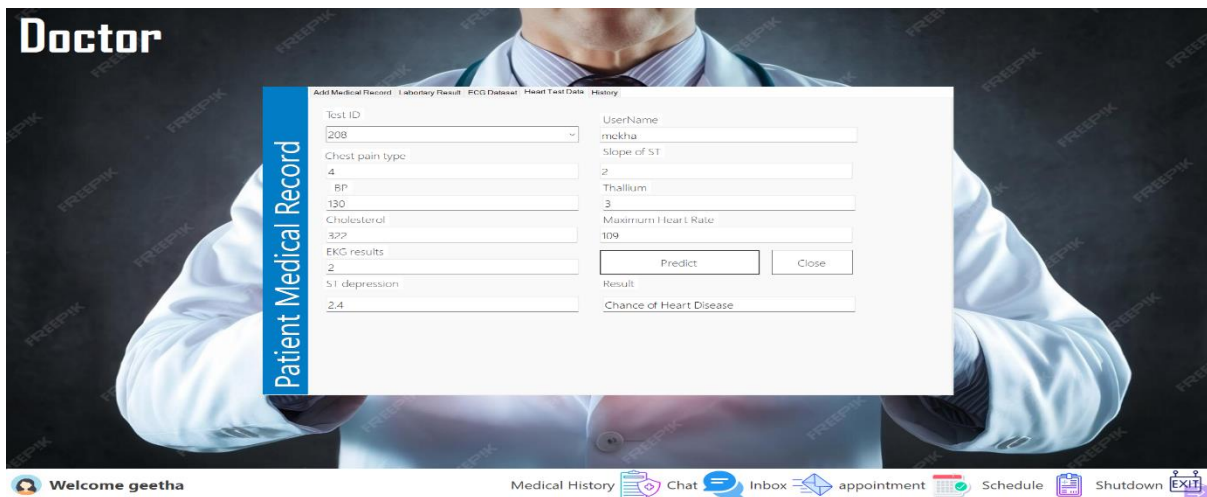 Doctor
Patient Medical Record
Add Medical Record Labortary Result ECG Dataset Heart Test Data History
Test ID
208
UserName
mekha
Chest pain type
4
Slope of ST
2
BP
130
Thallium
3
Cholesterol
322
Maximum Heart Rate
109
EKG results
2
Predict Close
ST depression
2.4
Result
Chance of Heart Disease
FREEPIK
Welcome geetha
Medical History Chat Inbox appointment Schedule Shutdown EXIT